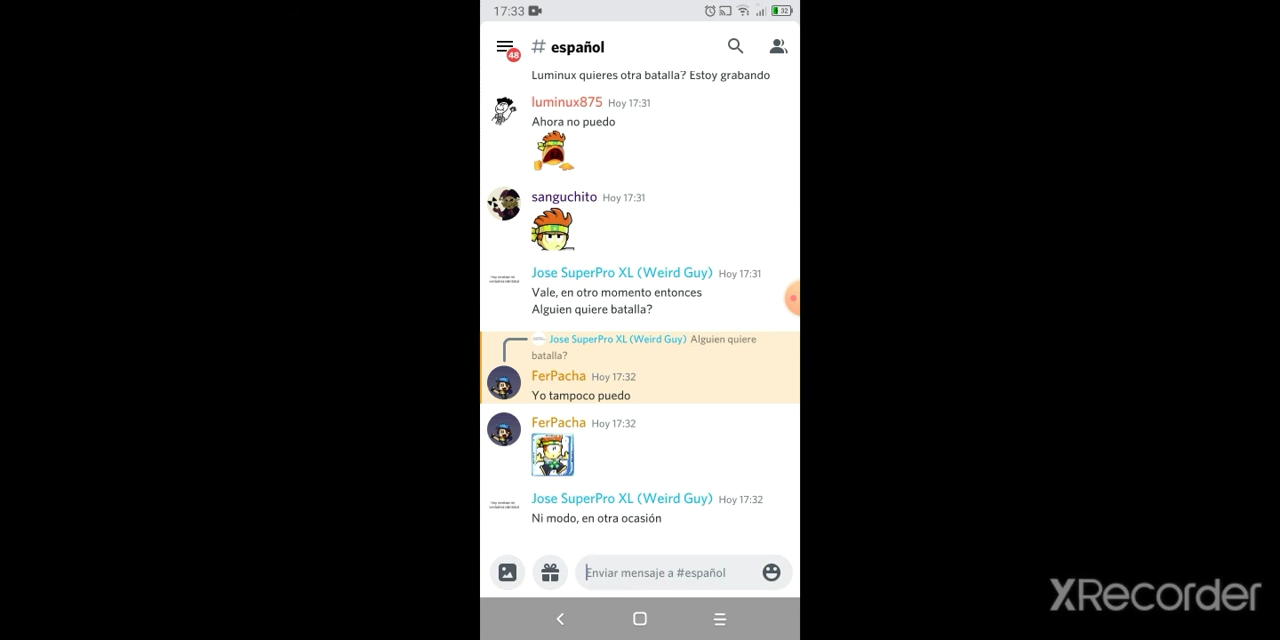 17:33
32
48
# español
Luminux quieres otra batalla? Estoy grabando
luminux875 Hoy 17:31
Ahora no puedo
sanguchito Hoy 17:31
Jose SuperPro XL (Weird Guy) Hoy 17:31
Vale, en otro momento entonces
Alguien quiere batalla?
Jose SuperPro XL (Weird Guy) Alguien quiere
batalla?
FerPacha Hoy 17:32
Yo tampoco puedo
FerPacha Hoy 17:32
Jose SuperPro XL (Weird Guy) Hoy 17:32
Ni modo, en otra ocasión
Enviar mensaje a #español
XRecorder